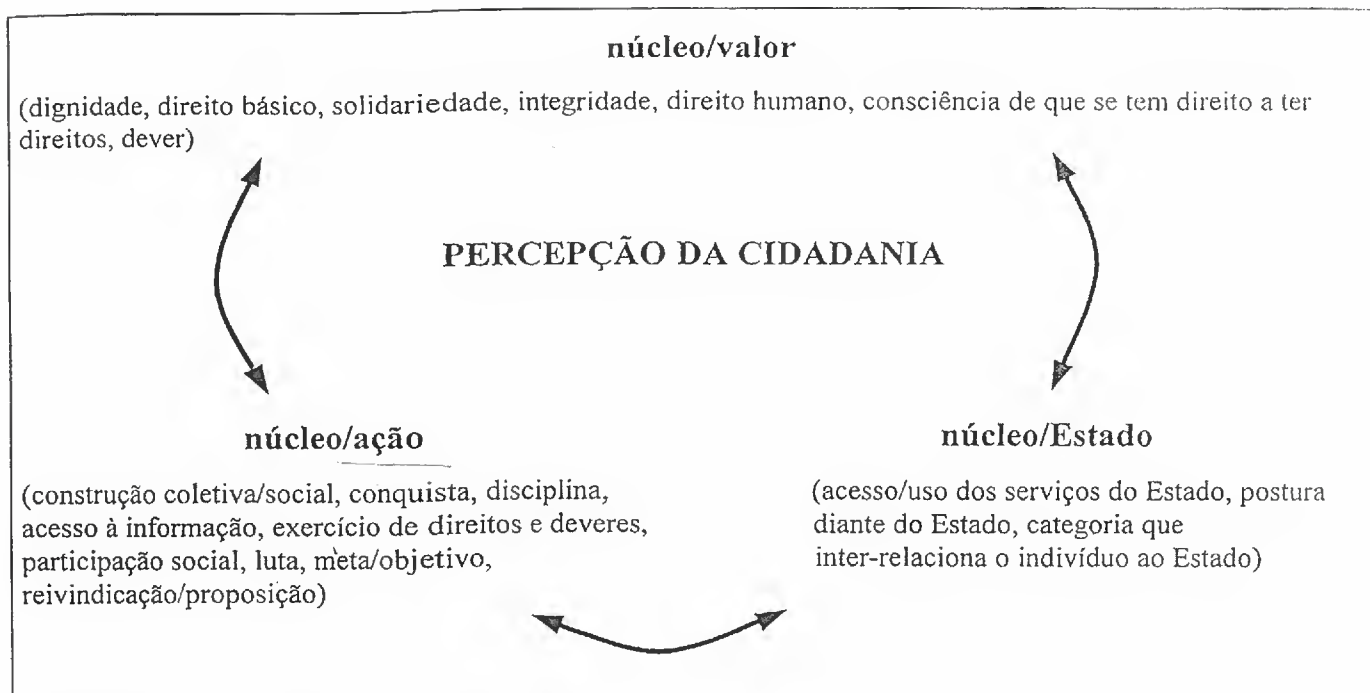 núcleo/valor
(dignidade, direito básico, solidariedade, integridade, direito humano, consciência de que se tem direito a ter
direitos, dever)
PERCEPÇÃO DA CIDADANIA
núcleo/ação
(construção coletiva/social, conquista, disciplina,
acesso à informação, exercício de direitos e deveres,
participação social, luta, meta/objetivo,
reivindicação/proposição)
núcleo/Estado
(acesso/uso dos serviços do Estado, postura
diante do Estado, categoria que
inter-relaciona o indivíduo ao Estado)